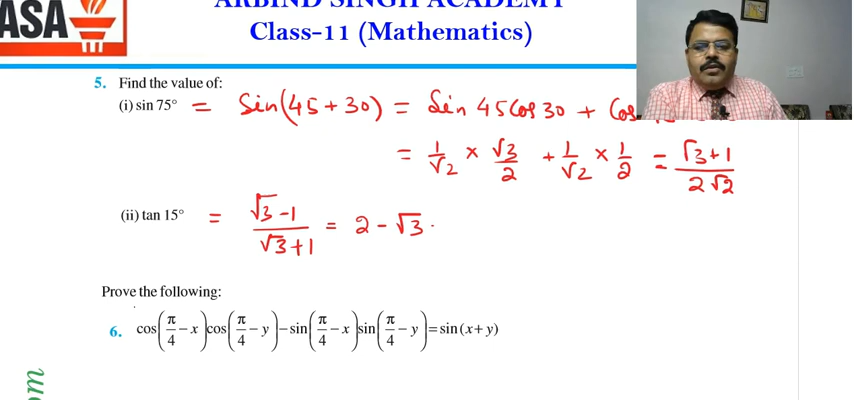 ASA
ARBIND SINGH ACADEMY
Class-11 (Mathematics)
5. Find the value of:
(i) sin 75° = Sin(45+30) = Sin 45 Cos 30 + Cos
= 1/√2 × √3/2 + 1/√2 × 1/2 = √3+1/2√2
(ii) tan 15° = √3-1/√3+1 = 2-√3.
Prove the following:
6. cos(π/4−x)cos(π/4−y)−sin(π/4−x)sin(π/4−y)=sin(x+y)